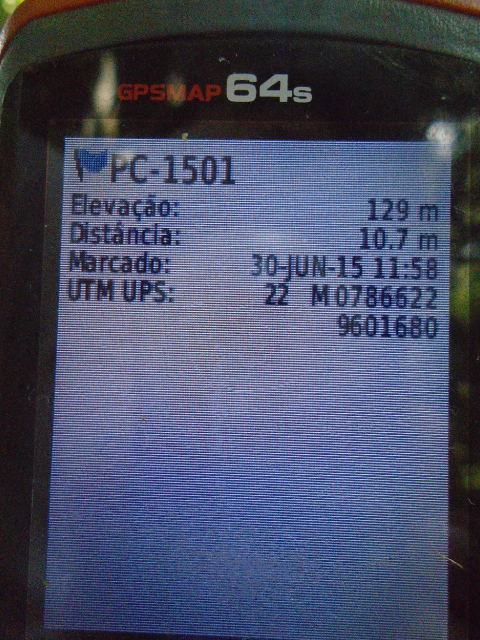 GPSMAP 64s
PC-1501
Elevação: 129 m
Distância: 10.7 m
Marcado: 30-JUN-15 11:58
UTM UPS: 22 M 0786622
9601680